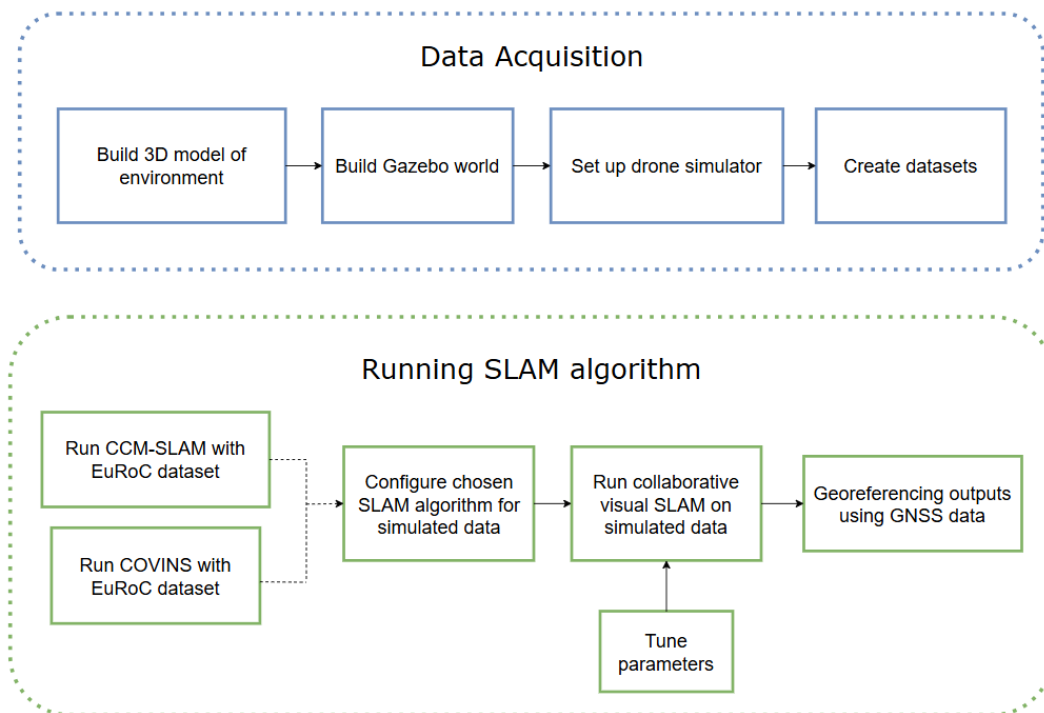 Data Acquisition
Build 3D model of
environment
Build Gazebo world
Set up drone simulator
Create datasets
Running SLAM algorithm
Run CCM-SLAM with
EuRoC dataset
Run COVINS with
EuRoC dataset
Configure chosen
SLAM algorithm for
simulated data
Run collaborative
visual SLAM on
simulated data
Tune
parameters
Georeferencing outputs
using GNSS data